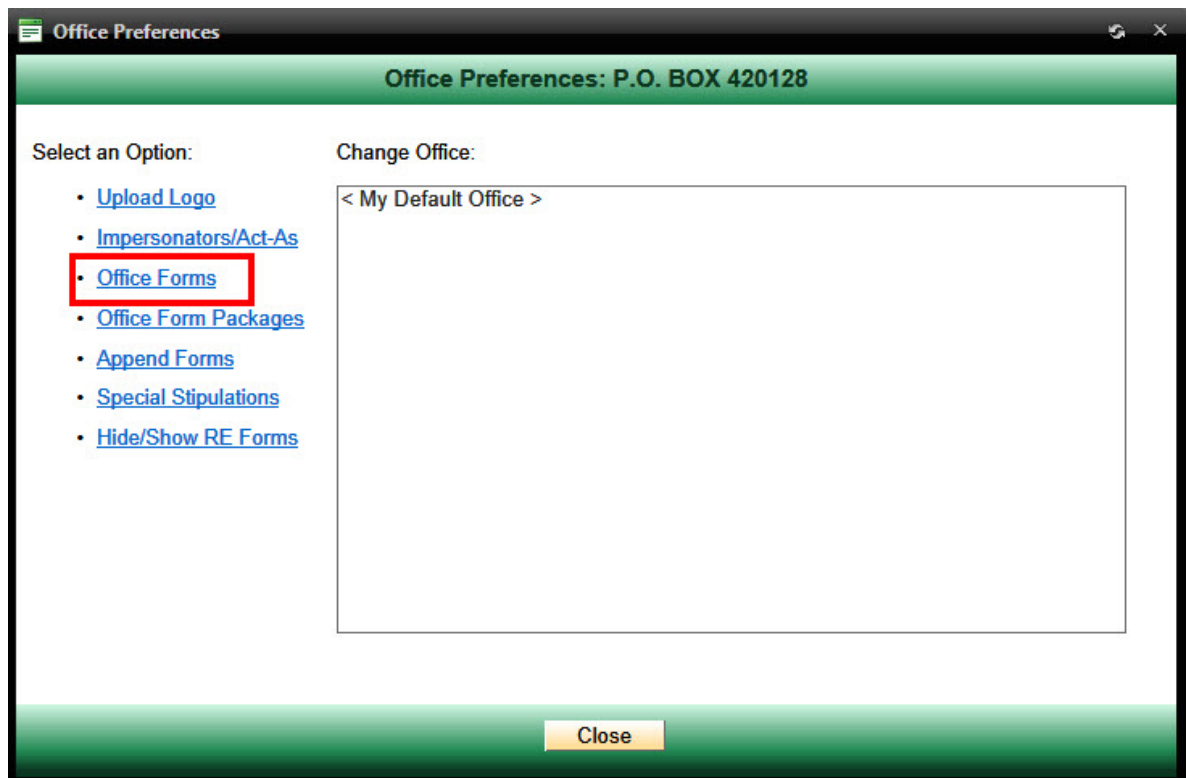 Office Preferences
Office Preferences: P.O. BOX 420128
Select an Option:
• Upload Logo
• Impersonators/Act-As
• Office Forms
• Office Form Packages
• Append Forms
• Special Stipulations
• Hide/Show RE Forms
Change Office:
< My Default Office >
Close